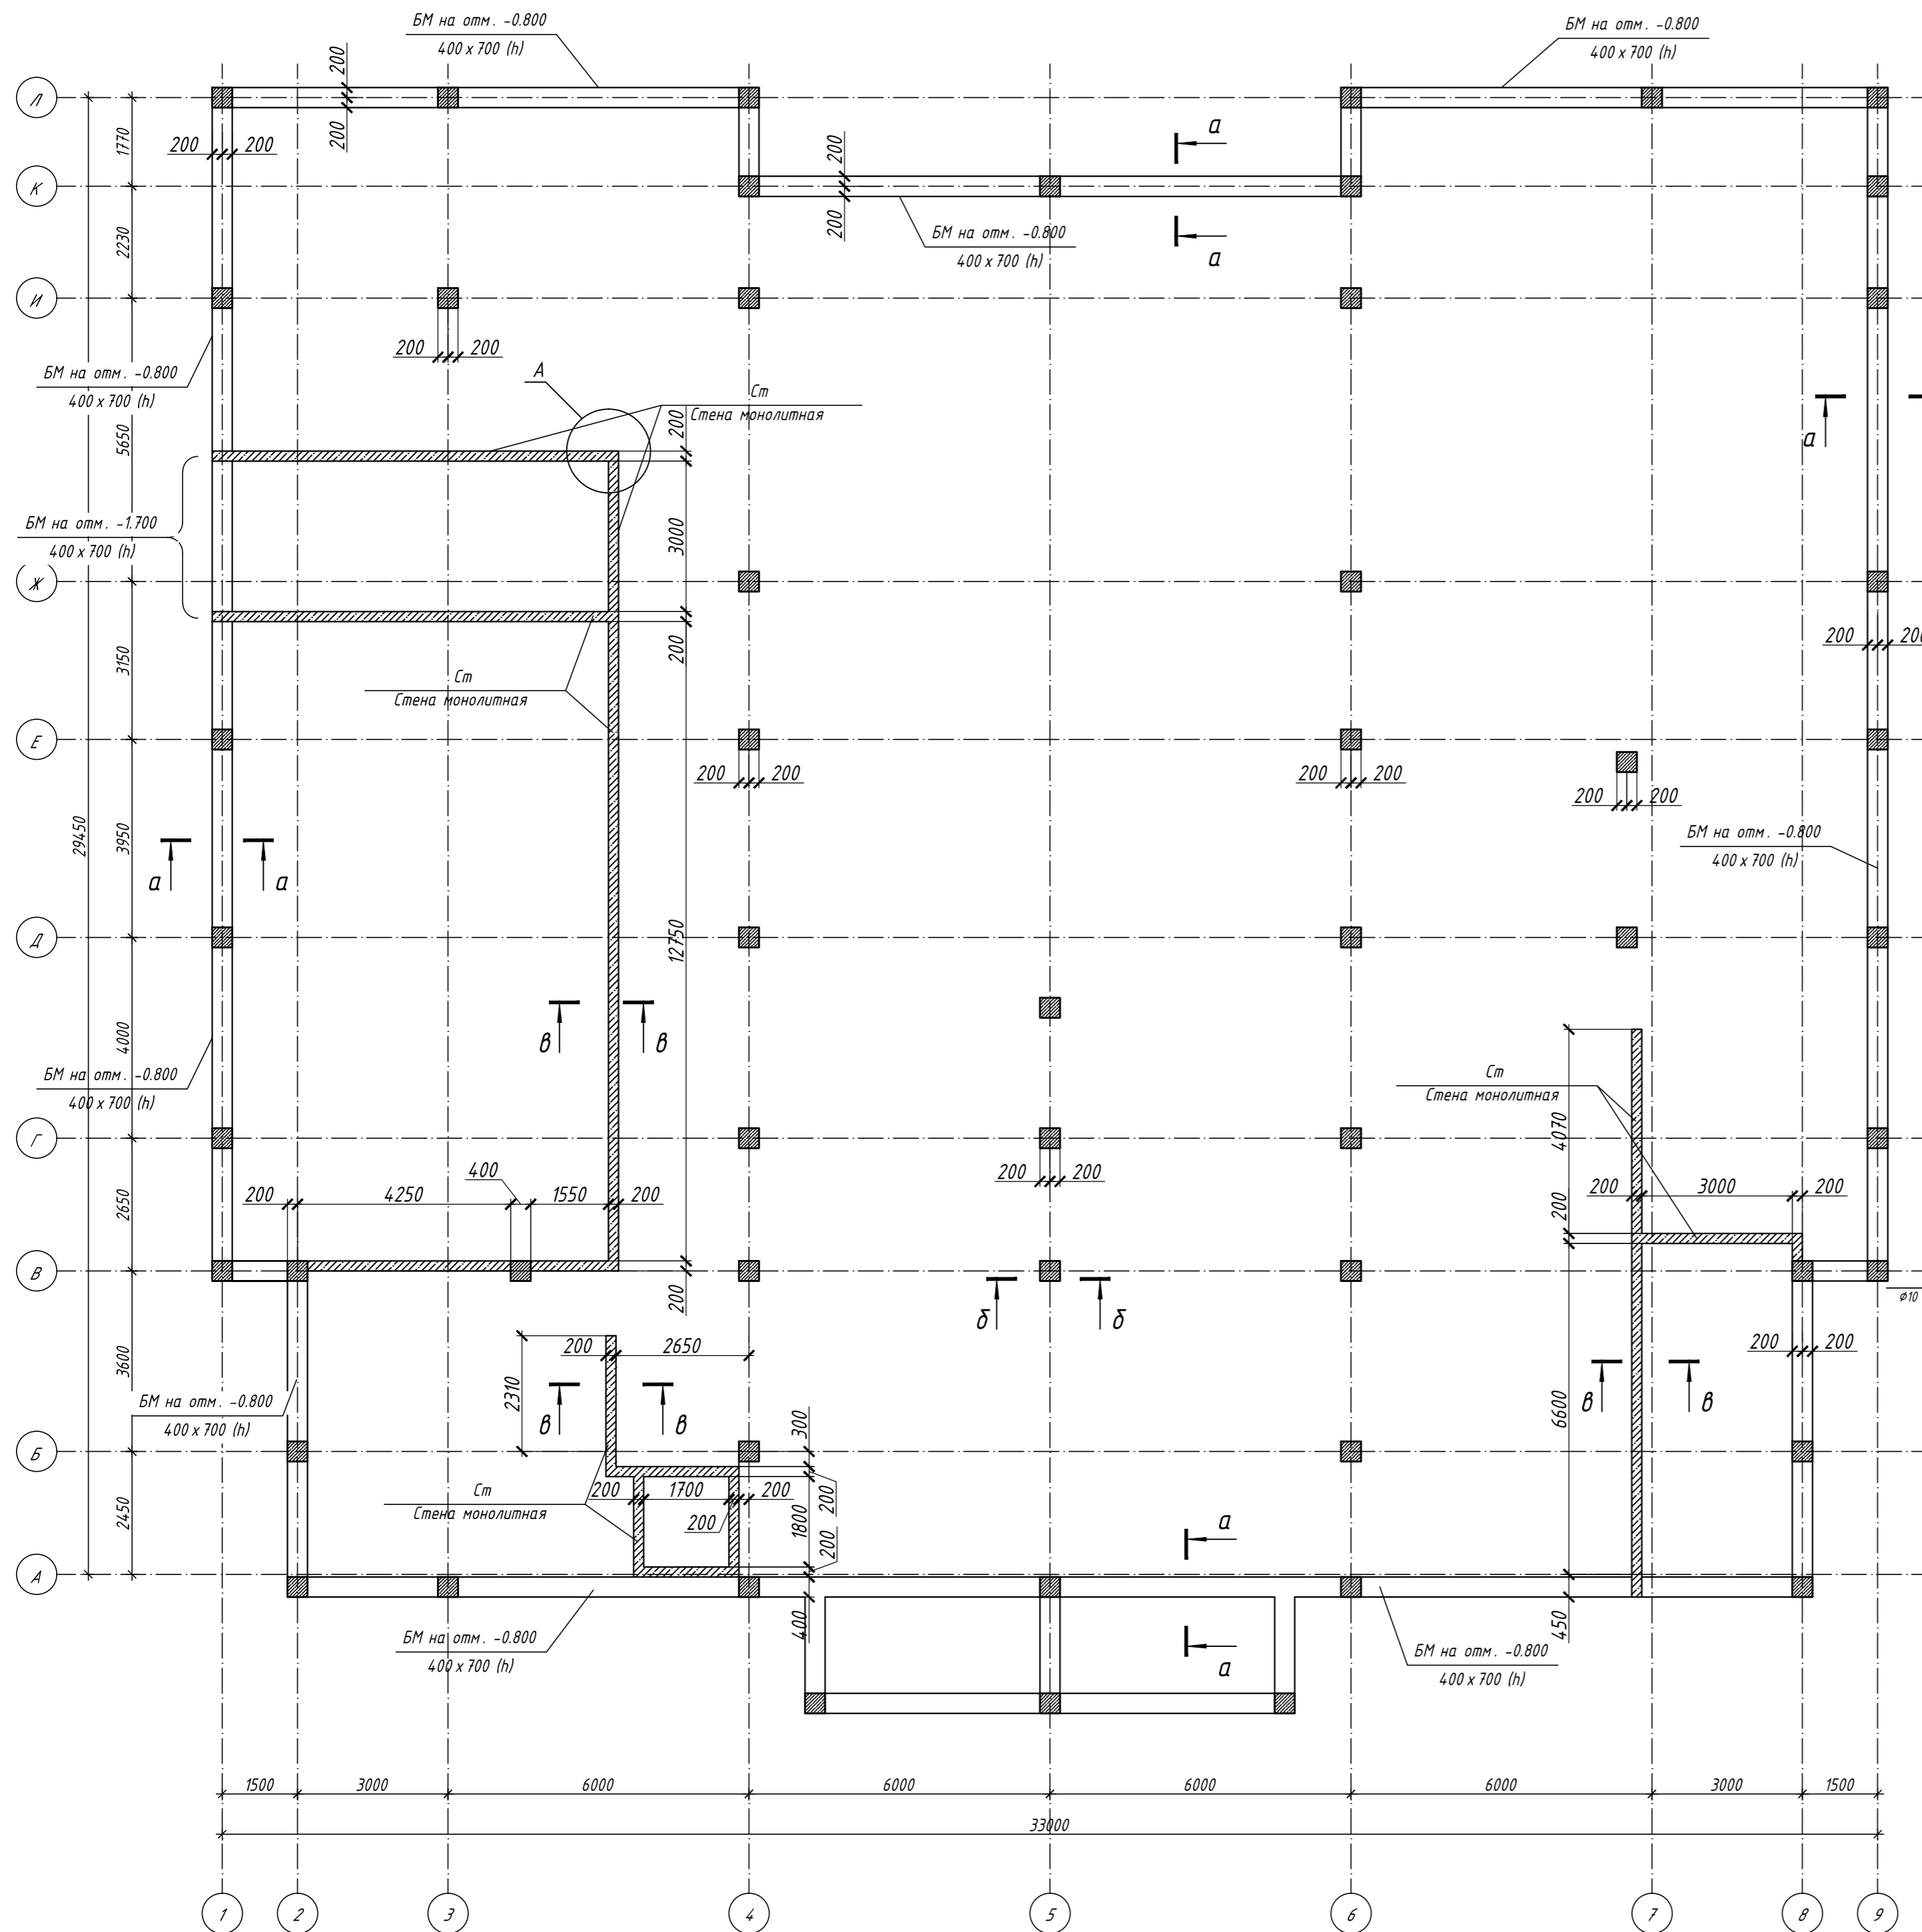 БМ на отм. -0.800
400 x 700 (h)
БМ на отм. -0.800
400 x 700 (h)
200
200
Л
1770
200
200
а
200
200
К
2230
БМ на отм. -0.800
400 x 700 (h)
а
И
200
200
БМ на отм. -0.800
400 x 700 (h)
А
Ст
Стена монолитная
200
а
5650
БМ на отм. -1.700
400 x 700 (h)
3000
Ж
3150
200
200
200
Ст
Стена монолитная
Е
200
200
200
200
200
200
29450
3950
БМ на отм. -0.800
400 x 700 (h)
а
а
12750
Д
4000
в
в
БМ на отм. -0.800
400 x 700 (h)
Ст
Стена монолитная
4070
Г
2650
200
4250
400
1550
200
200
200
200
3000
200
200
В
200
б
б
ϕ10
3600
200
2650
2310
200
200
БМ на отм. -0.800
400 x 700 (h)
в
в
300
6600
в
в
Б
2450
Ст
Стена монолитная
200
1700
200
200
1800
200
200
а
А
400
450
БМ на отм. -0.800
400 x 700 (h)
а
БМ на отм. -0.800
400 x 700 (h)
1500
3000
6000
6000
6000
6000
3000
1500
33000
1
2
3
4
5
6
7
8
9